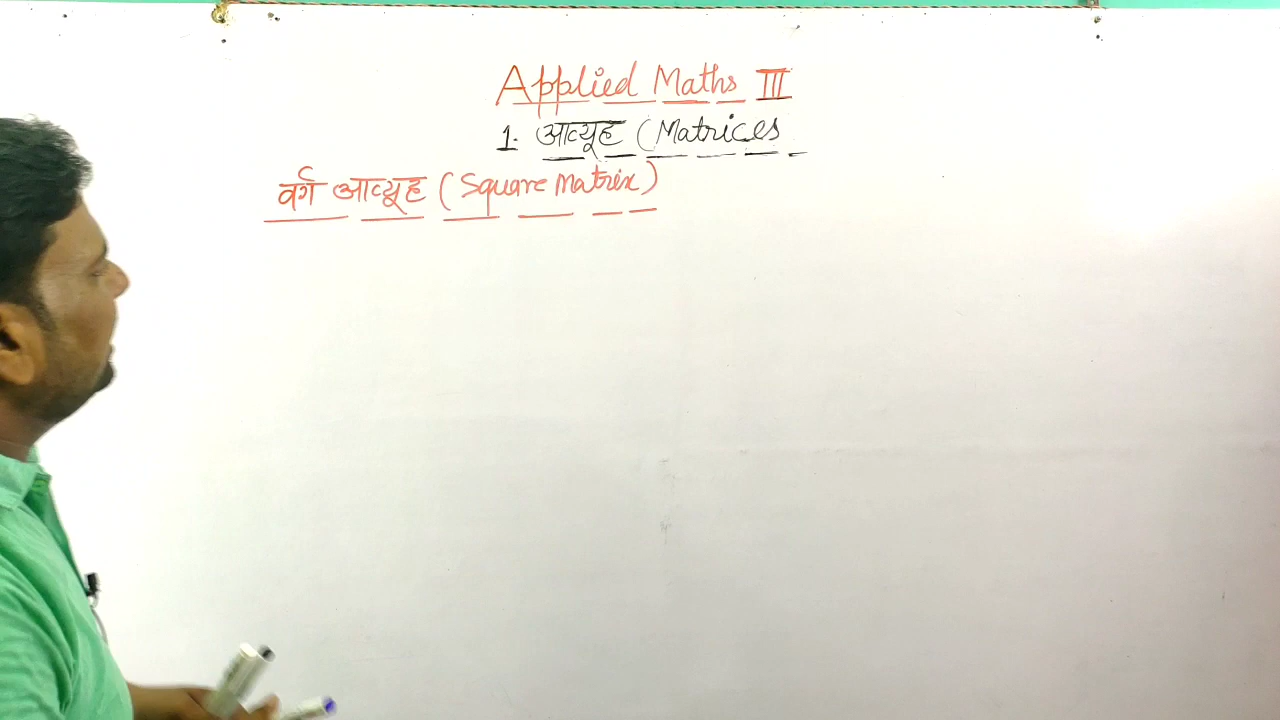 Applied Maths III
1. आव्यूह (Matrices
वर्ग आव्यूह (Square Matrix)